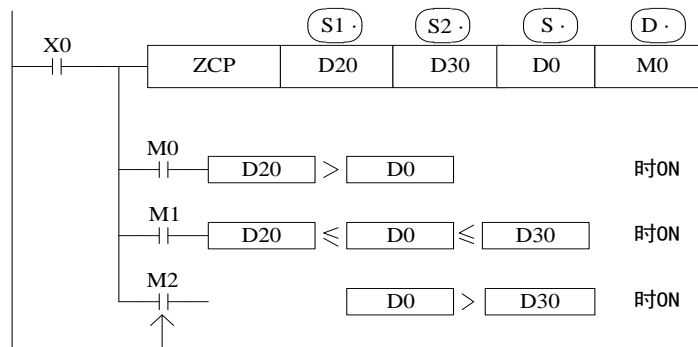 S1· S2· S· D·
X0
ZCP D20 D30 D0 M0
M0
D20 > D0 时ON
M1
D20 ≤ D0 ≤ D30 时ON
M2
D0 > D30 时ON